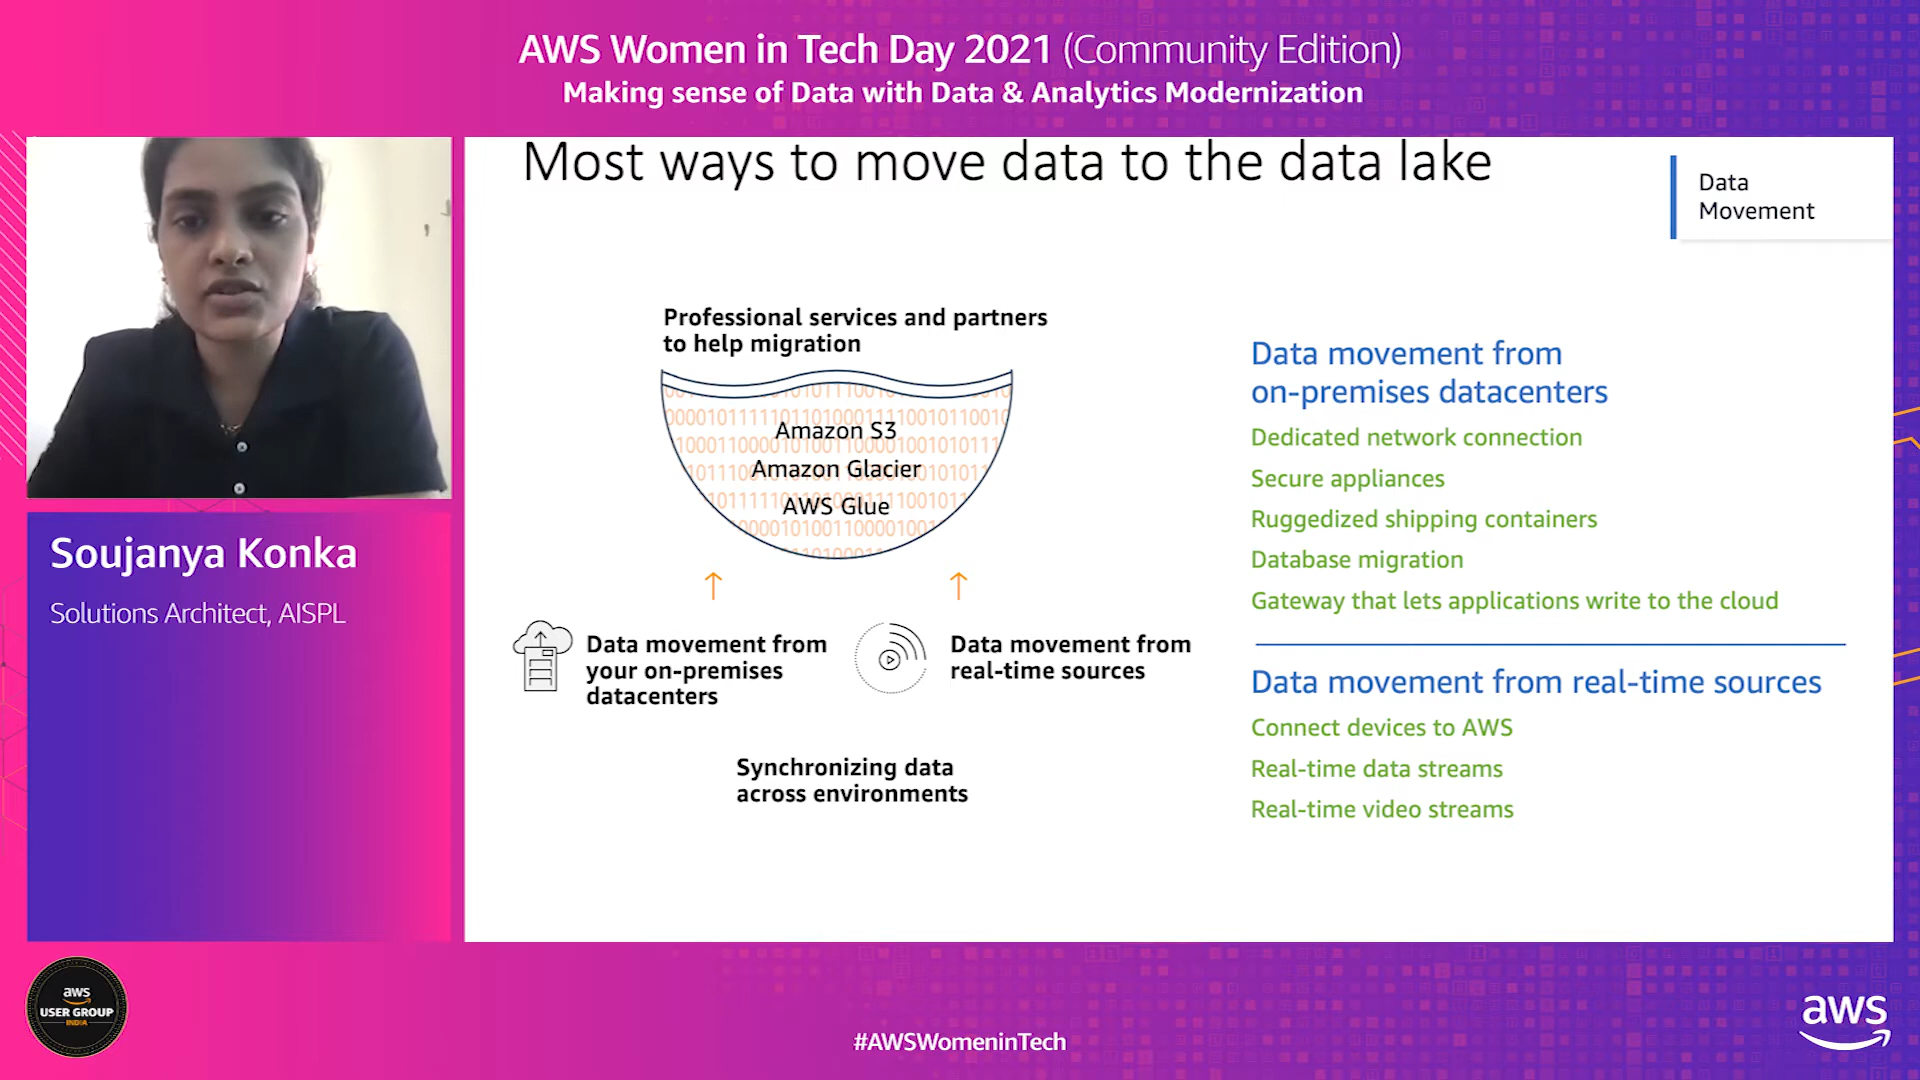 AWS Women in Tech Day 2021 (Community Edition)
Making sense of Data with Data & Analytics Modernization
Most ways to move data to the data lake
Data
Movement
Professional services and partners
to help migration
Amazon S3
Amazon Glacier
AWS Glue
Data movement from
your on-premises
datacenters
Data movement from
real-time sources
Synchronizing data
across environments
Data movement from
on-premises datacenters
Dedicated network connection
Secure appliances
Ruggedized shipping containers
Database migration
Gateway that lets applications write to the cloud
Data movement from real-time sources
Connect devices to AWS
Real-time data streams
Real-time video streams
Soujanya Konka
Solutions Architect, AISPL
aws
USER GROUP
INDIA
#AWSWomeninTech
aws